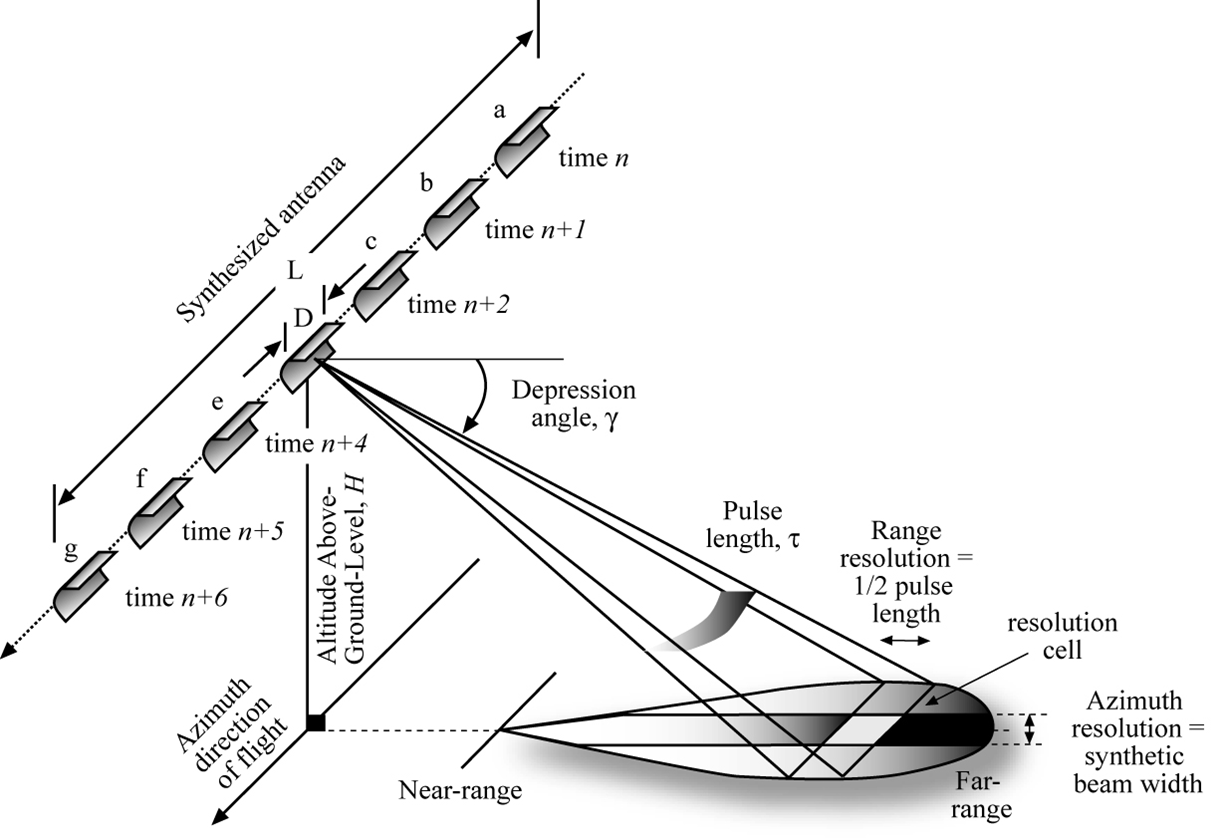 a
time n
b
time n+1
c
time n+2
Synthesized antenna
L
D
e
time n+4
f
time n+5
g
time n+6
Depression
angle, γ
Altitude Above-
Ground-Level, H
Pulse
length, τ
Range
resolution =
1/2 pulse
length
resolution
cell
Azimuth
direction
of flight
Near-range
Far-
range
Azimuth
resolution =
synthetic
beam width